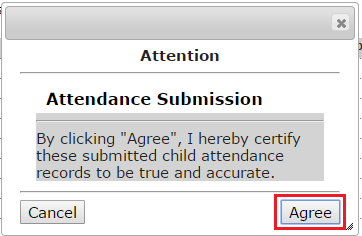 Attention
Attendance Submission
By clicking "Agree", I hereby certify
these submitted child attendance
records to be true and accurate.
Cancel
Agree